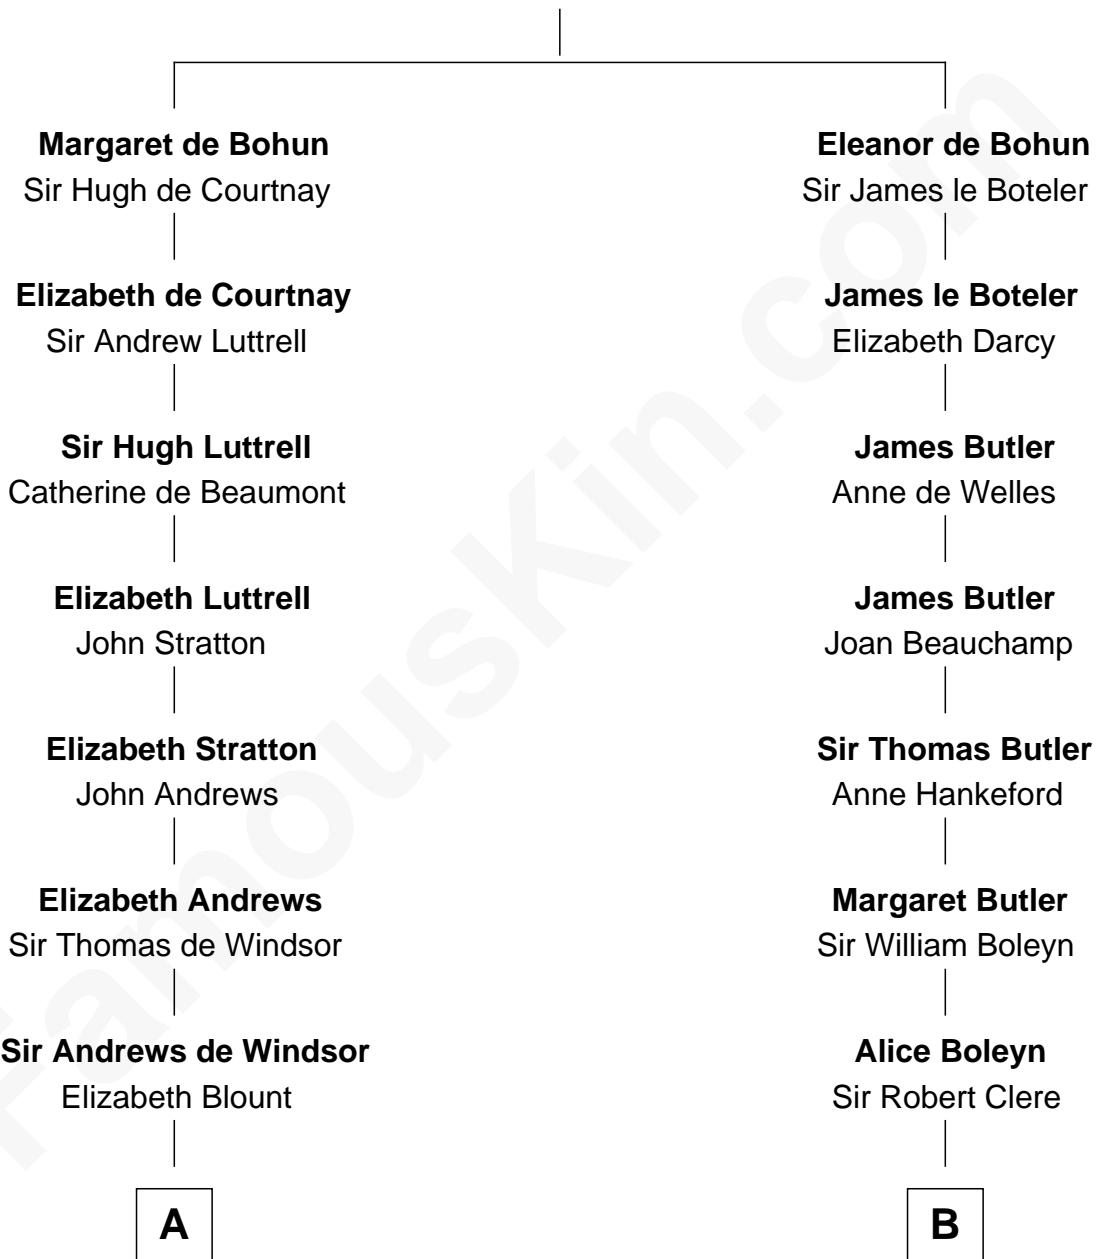 Margaret de Bohun
Sir Hugh de Courtnay
Elizabeth de Courtnay
Sir Andrew Luttrell
Sir Hugh Luttrell
Catherine de Beaumont
Elizabeth Luttrell
John Stratton
Elizabeth Stratton
John Andrews
Elizabeth Andrews
Sir Thomas de Windsor
Sir Andrews de Windsor
Elizabeth Blount
A
Eleanor de Bohun
Sir James le Boteler
James le Boteler
Elizabeth Darcy
James Butler
Anne de Welles
James Butler
Joan Beauchamp
Sir Thomas Butler
Anne Hankeford
Margaret Butler
Sir William Boleyn
Alice Boleyn
Sir Robert Clere
B
FamousKin.com